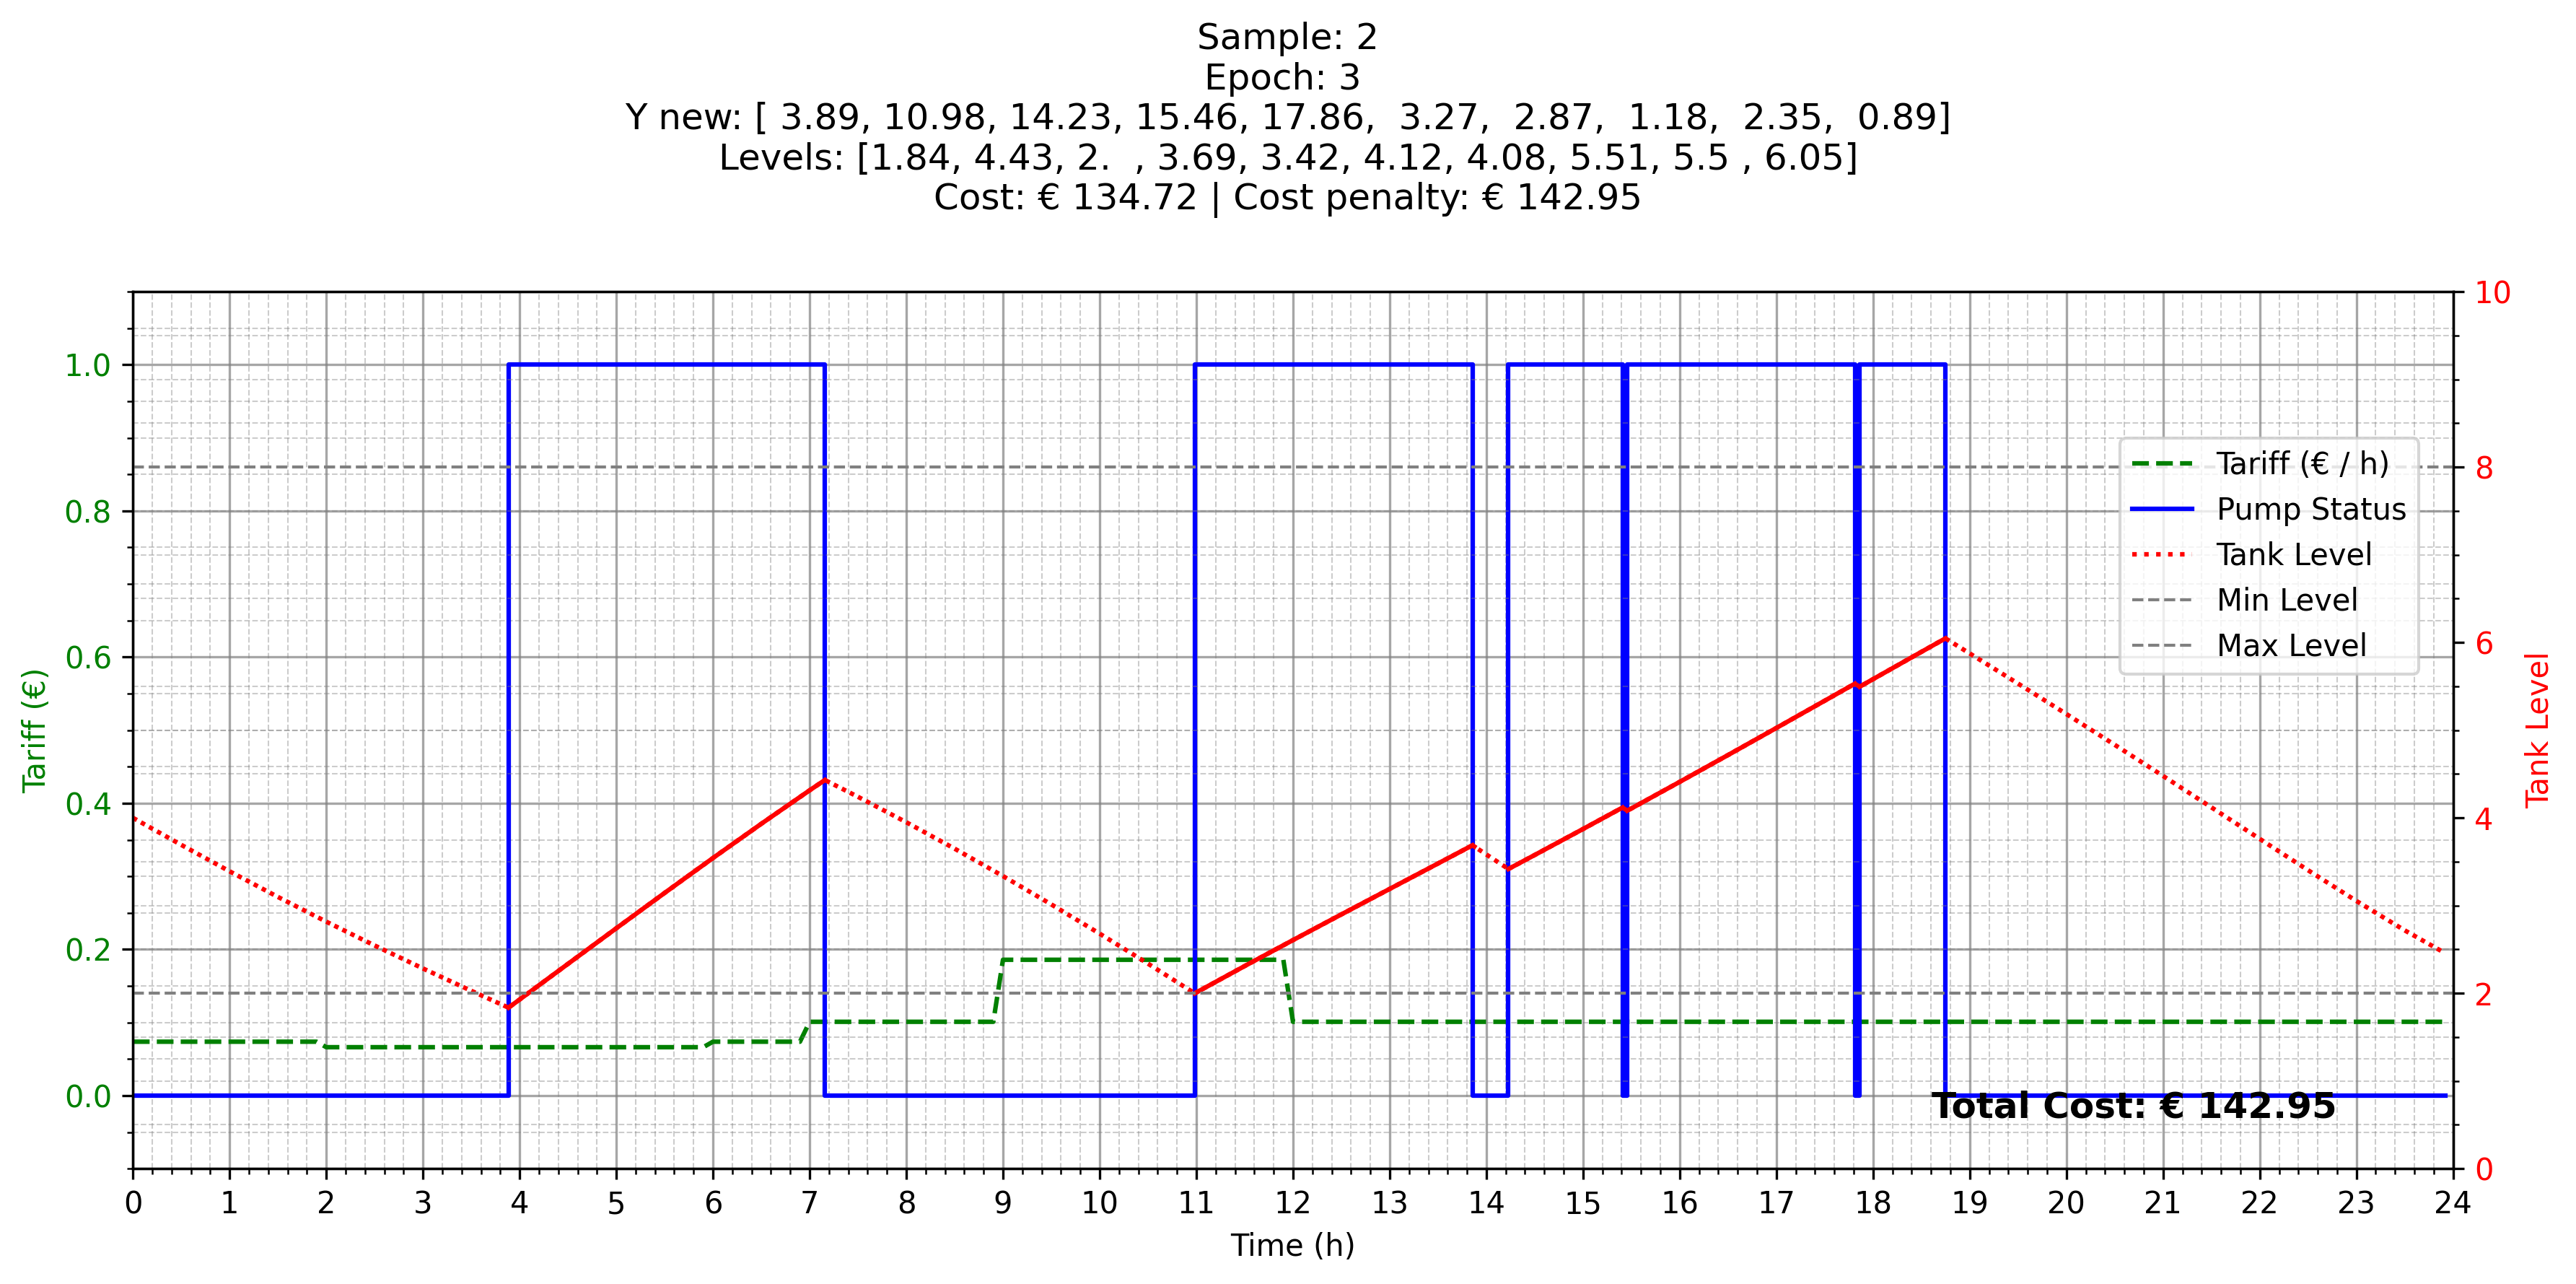 Sample: 2
Epoch: 3
Y new: [ 3.89, 10.98, 14.23, 15.46, 17.86,  3.27,  2.87,  1.18,  2.35,  0.89]
Levels: [1.84, 4.43, 2.  , 3.69, 3.42, 4.12, 4.08, 5.51, 5.5 , 6.05]
Cost: € 134.72 | Cost penalty: € 142.95
10
1.0
8
Tariff (€ / h)
0.8
Pump Status
Tank Level
Min Level
0.6
6
Max Level
Tariff (€)
Tank Level
0.4
4
0.2
2
0.0
Total Cost: € 142.95
0
0 1 2 3 4 5 6 7 8 9 10 11 12 13 14 15 16 17 18 19 20 21 22 23 24
Time (h)